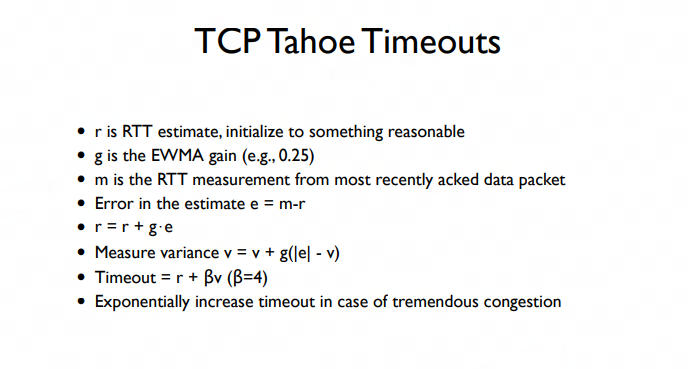 TCP Tahoe Timeouts
• r is RTT estimate, initialize to something reasonable
• g is the EWMA gain (e.g., 0.25)
• m is the RTT measurement from most recently acked data packet
• Error in the estimate e = m-r
• r = r + g·e
• Measure variance v = v + g(|e| - v)
• Timeout = r + βv (β=4)
• Exponentially increase timeout in case of tremendous congestion